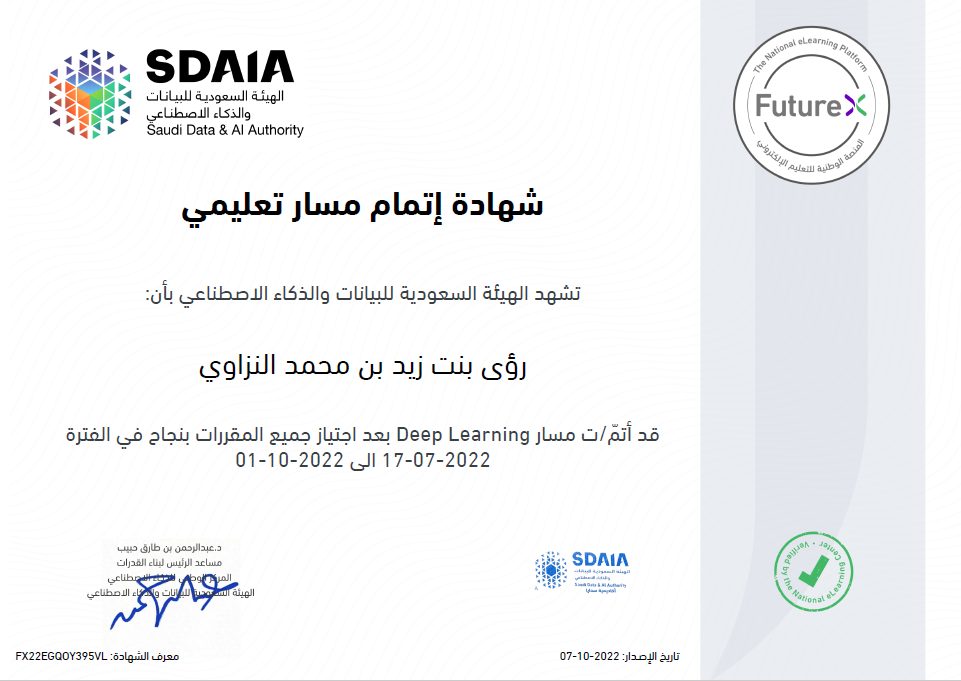 SDAIA
الهيئة السعودية للبيانات
والذكاء الاصطناعي
Saudi Data & AI Authority
The National eLearning Platform
FutureX
المنصة الوطنية للتعليم الإلكتروني
شهادة إتمام مسار تعليمي
تشهد الهيئة السعودية للبيانات والذكاء الاصطناعي بأن:
رؤى بنت زيد بن محمد النزاوي
قد أتمّ/ت مسار Deep Learning بعد اجتياز جميع المقررات بنجاح في الفترة
17-07-2022 الى 2022-10-01
د.عبدالرحمن بن طارق حبيب
مساعد الرئيس لبناء القدرات
المركز الوطني للذكاء الاصطناعي
الهيئة السعودية للبيانات والذكاء الاصطناعي
SDAIA
الهيئة السعودية للبيانات
والذكاء الاصطناعي
Saudi Data & AI Authority
أكاديمية سدايا
Verified by the National eLearning Center
معرف الشهادة: FX22EGQOY395VL
تاريخ الإصدار: 2022-10-07